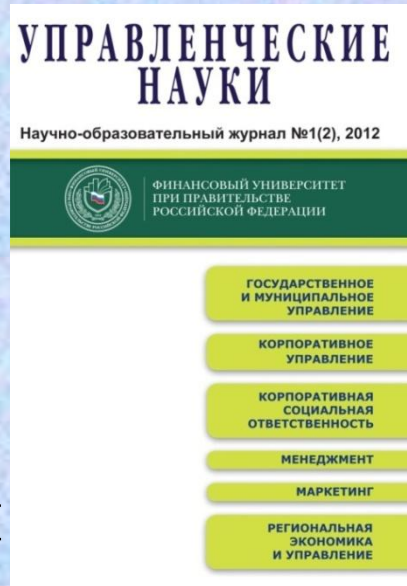 УПРАВЛЕНЧЕСКИЕ
НАУКИ
Научно-образовательный журнал №1(2), 2012
ФИНАНСОВЫЙ УНИВЕРСИТЕТ
ПРИ ПРАВИТЕЛЬСТВЕ
РОССИЙСКОЙ ФЕДЕРАЦИИ
ГОСУДАРСТВЕННОЕ
И МУНИЦИПАЛЬНОЕ
УПРАВЛЕНИЕ
КОРПОРАТИВНОЕ
УПРАВЛЕНИЕ
КОРПОРАТИВНАЯ
СОЦИАЛЬНАЯ
ОТВЕТСТВЕННОСТЬ
МЕНЕДЖМЕНТ
МАРКЕТИНГ
РЕГИОНАЛЬНАЯ
ЭКОНОМИКА
И УПРАВЛЕНИЕ